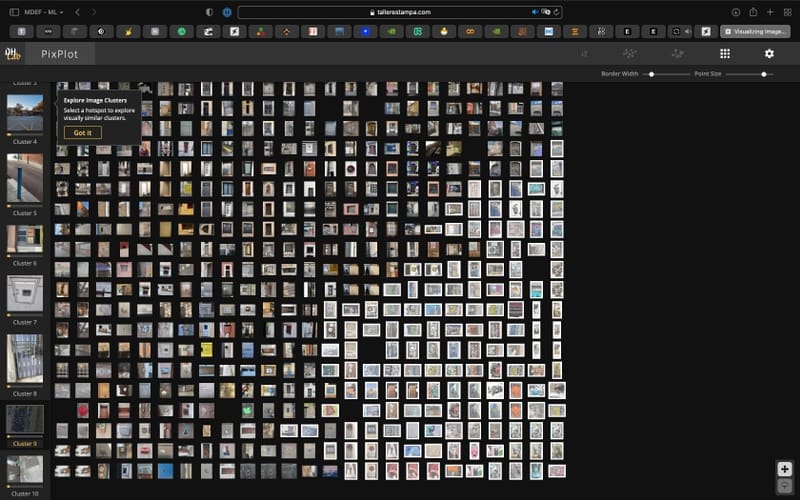 MDEF - ML
tallerestampa.com
Visualizing Image...
DH Lab
PixPlot
Border Width
Point Size
Explore Image Clusters
Select a hotspot to explore
visually similar clusters.
Got it
Cluster 3
Cluster 4
Cluster 5
Cluster 6
Cluster 7
Cluster 8
Cluster 9
Cluster 10